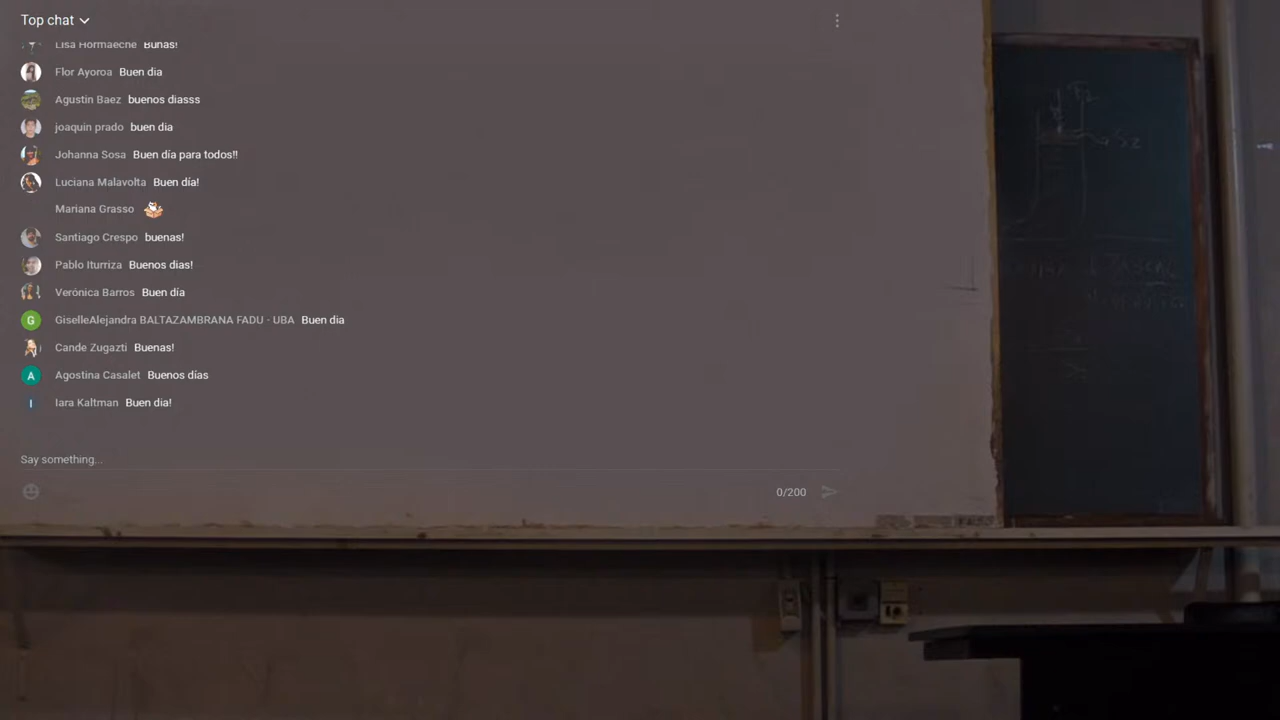 Top chat
Lisa Hormaeche Bunas!
Flor Ayoroa Buen dia
Agustin Baez buenos diasss
joaquin prado buen dia
Johanna Sosa Buen día para todos!!
Luciana Malavolta Buen día!
Mariana Grasso
Santiago Crespo buenas!
Pablo Iturriza Buenos dias!
Verónica Barros Buen día
G GiselleAlejandra BALTAZAMBRANA FADU - UBA Buen dia
Cande Zugazti Buenas!
A Agostina Casalet Buenos días
I Iara Kaltman Buen dia!
Say something...
0/200
PASCAL